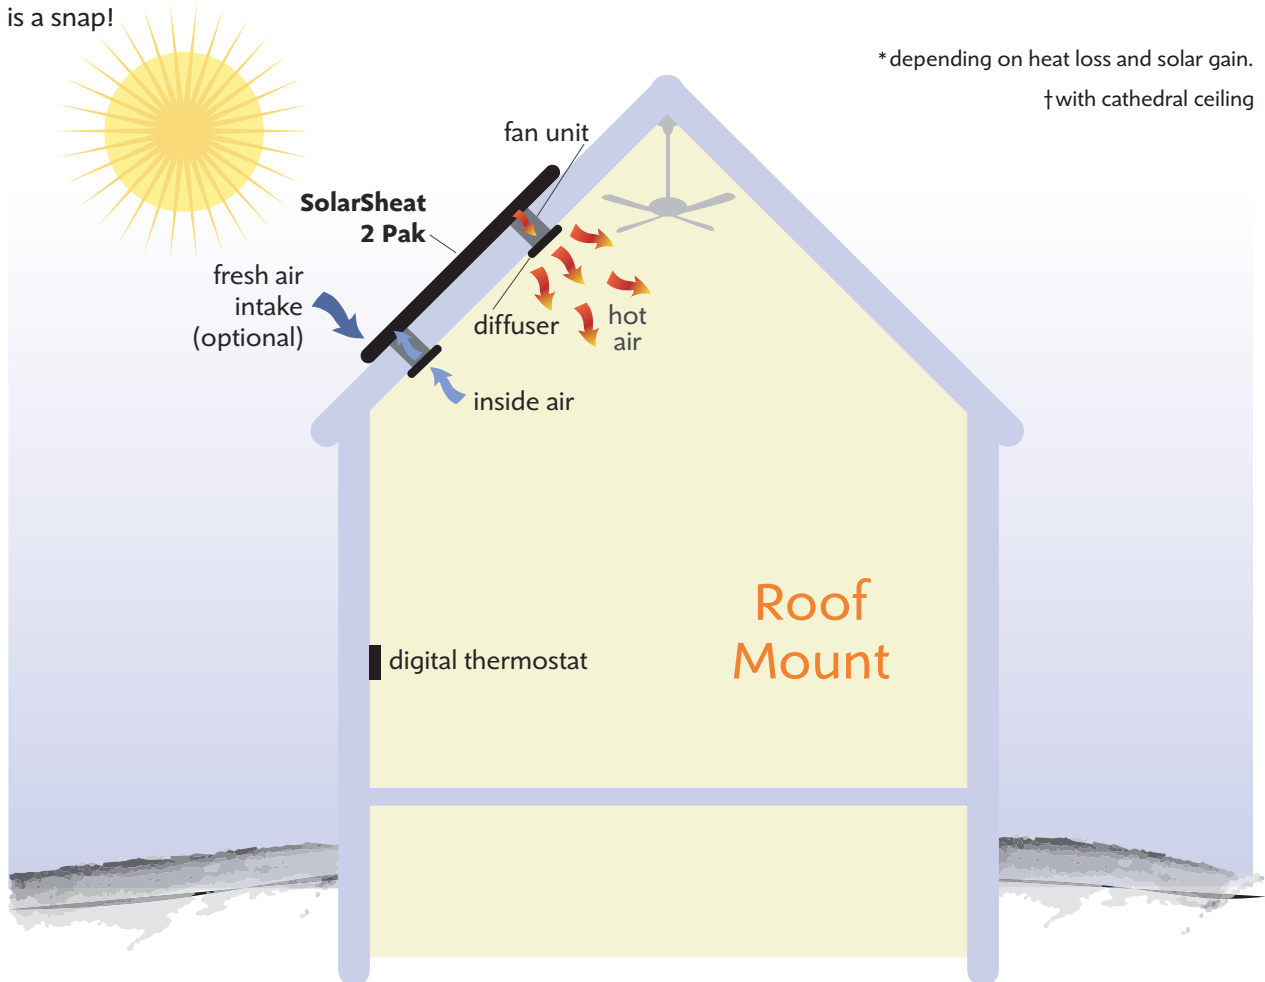 is a snap!
*depending on heat loss and solar gain.
†with cathedral ceiling
fan unit
SolarSheat
2 Pak
fresh air
intake
(optional)
diffuser
hot
air
inside air
Roof
Mount
digital thermostat